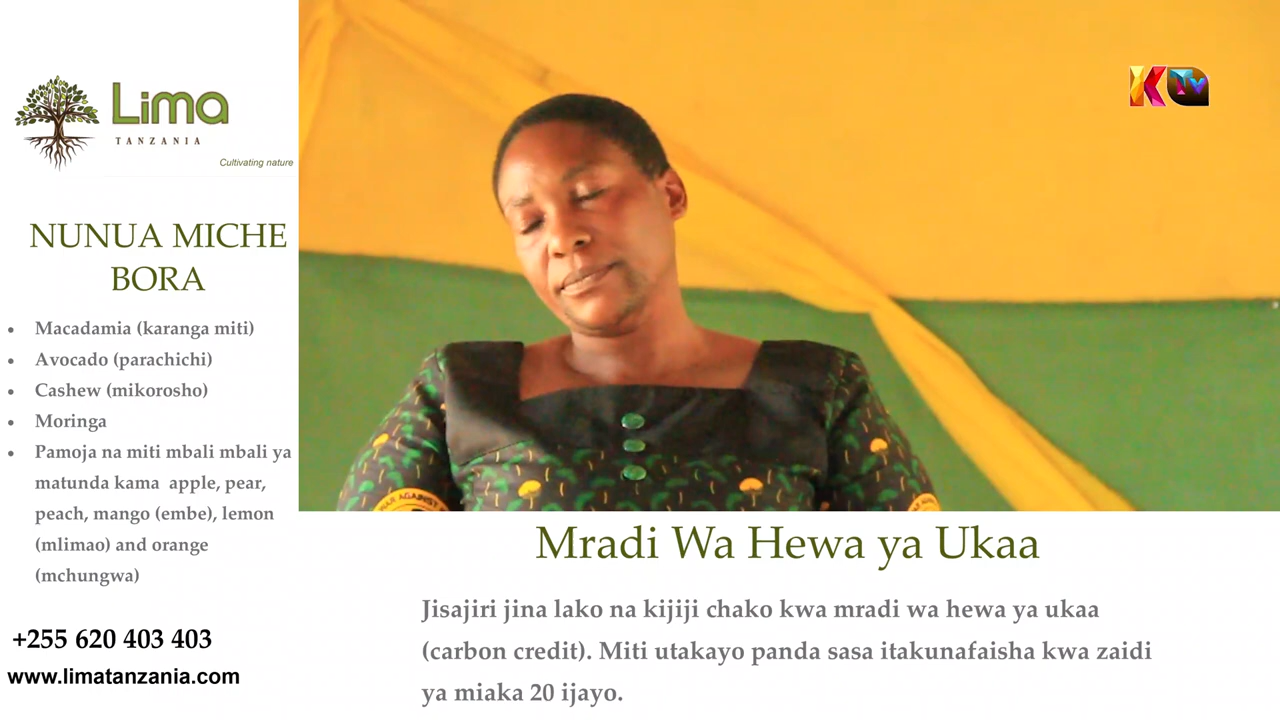 Lima
TANZANIA
Cultivating nature
NUNUA MICHE
BORA
• Macadamia (karanga miti)
• Avocado (parachichi)
• Cashew (mikorosho)
• Moringa
• Pamoja na miti mbali mbali ya
matunda kama apple, pear,
peach, mango (embe), lemon
(mlimao) and orange
(mchungwa)
+255 620 403 403
www.limatanzania.com
K Tv
WAR AGAINST
Mradi Wa Hewa ya Ukaa
Jisajiri jina lako na kijiji chako kwa mradi wa hewa ya ukaa
(carbon credit). Miti utakayo panda sasa itakunafaisha kwa zaidi
ya miaka 20 ijayo.